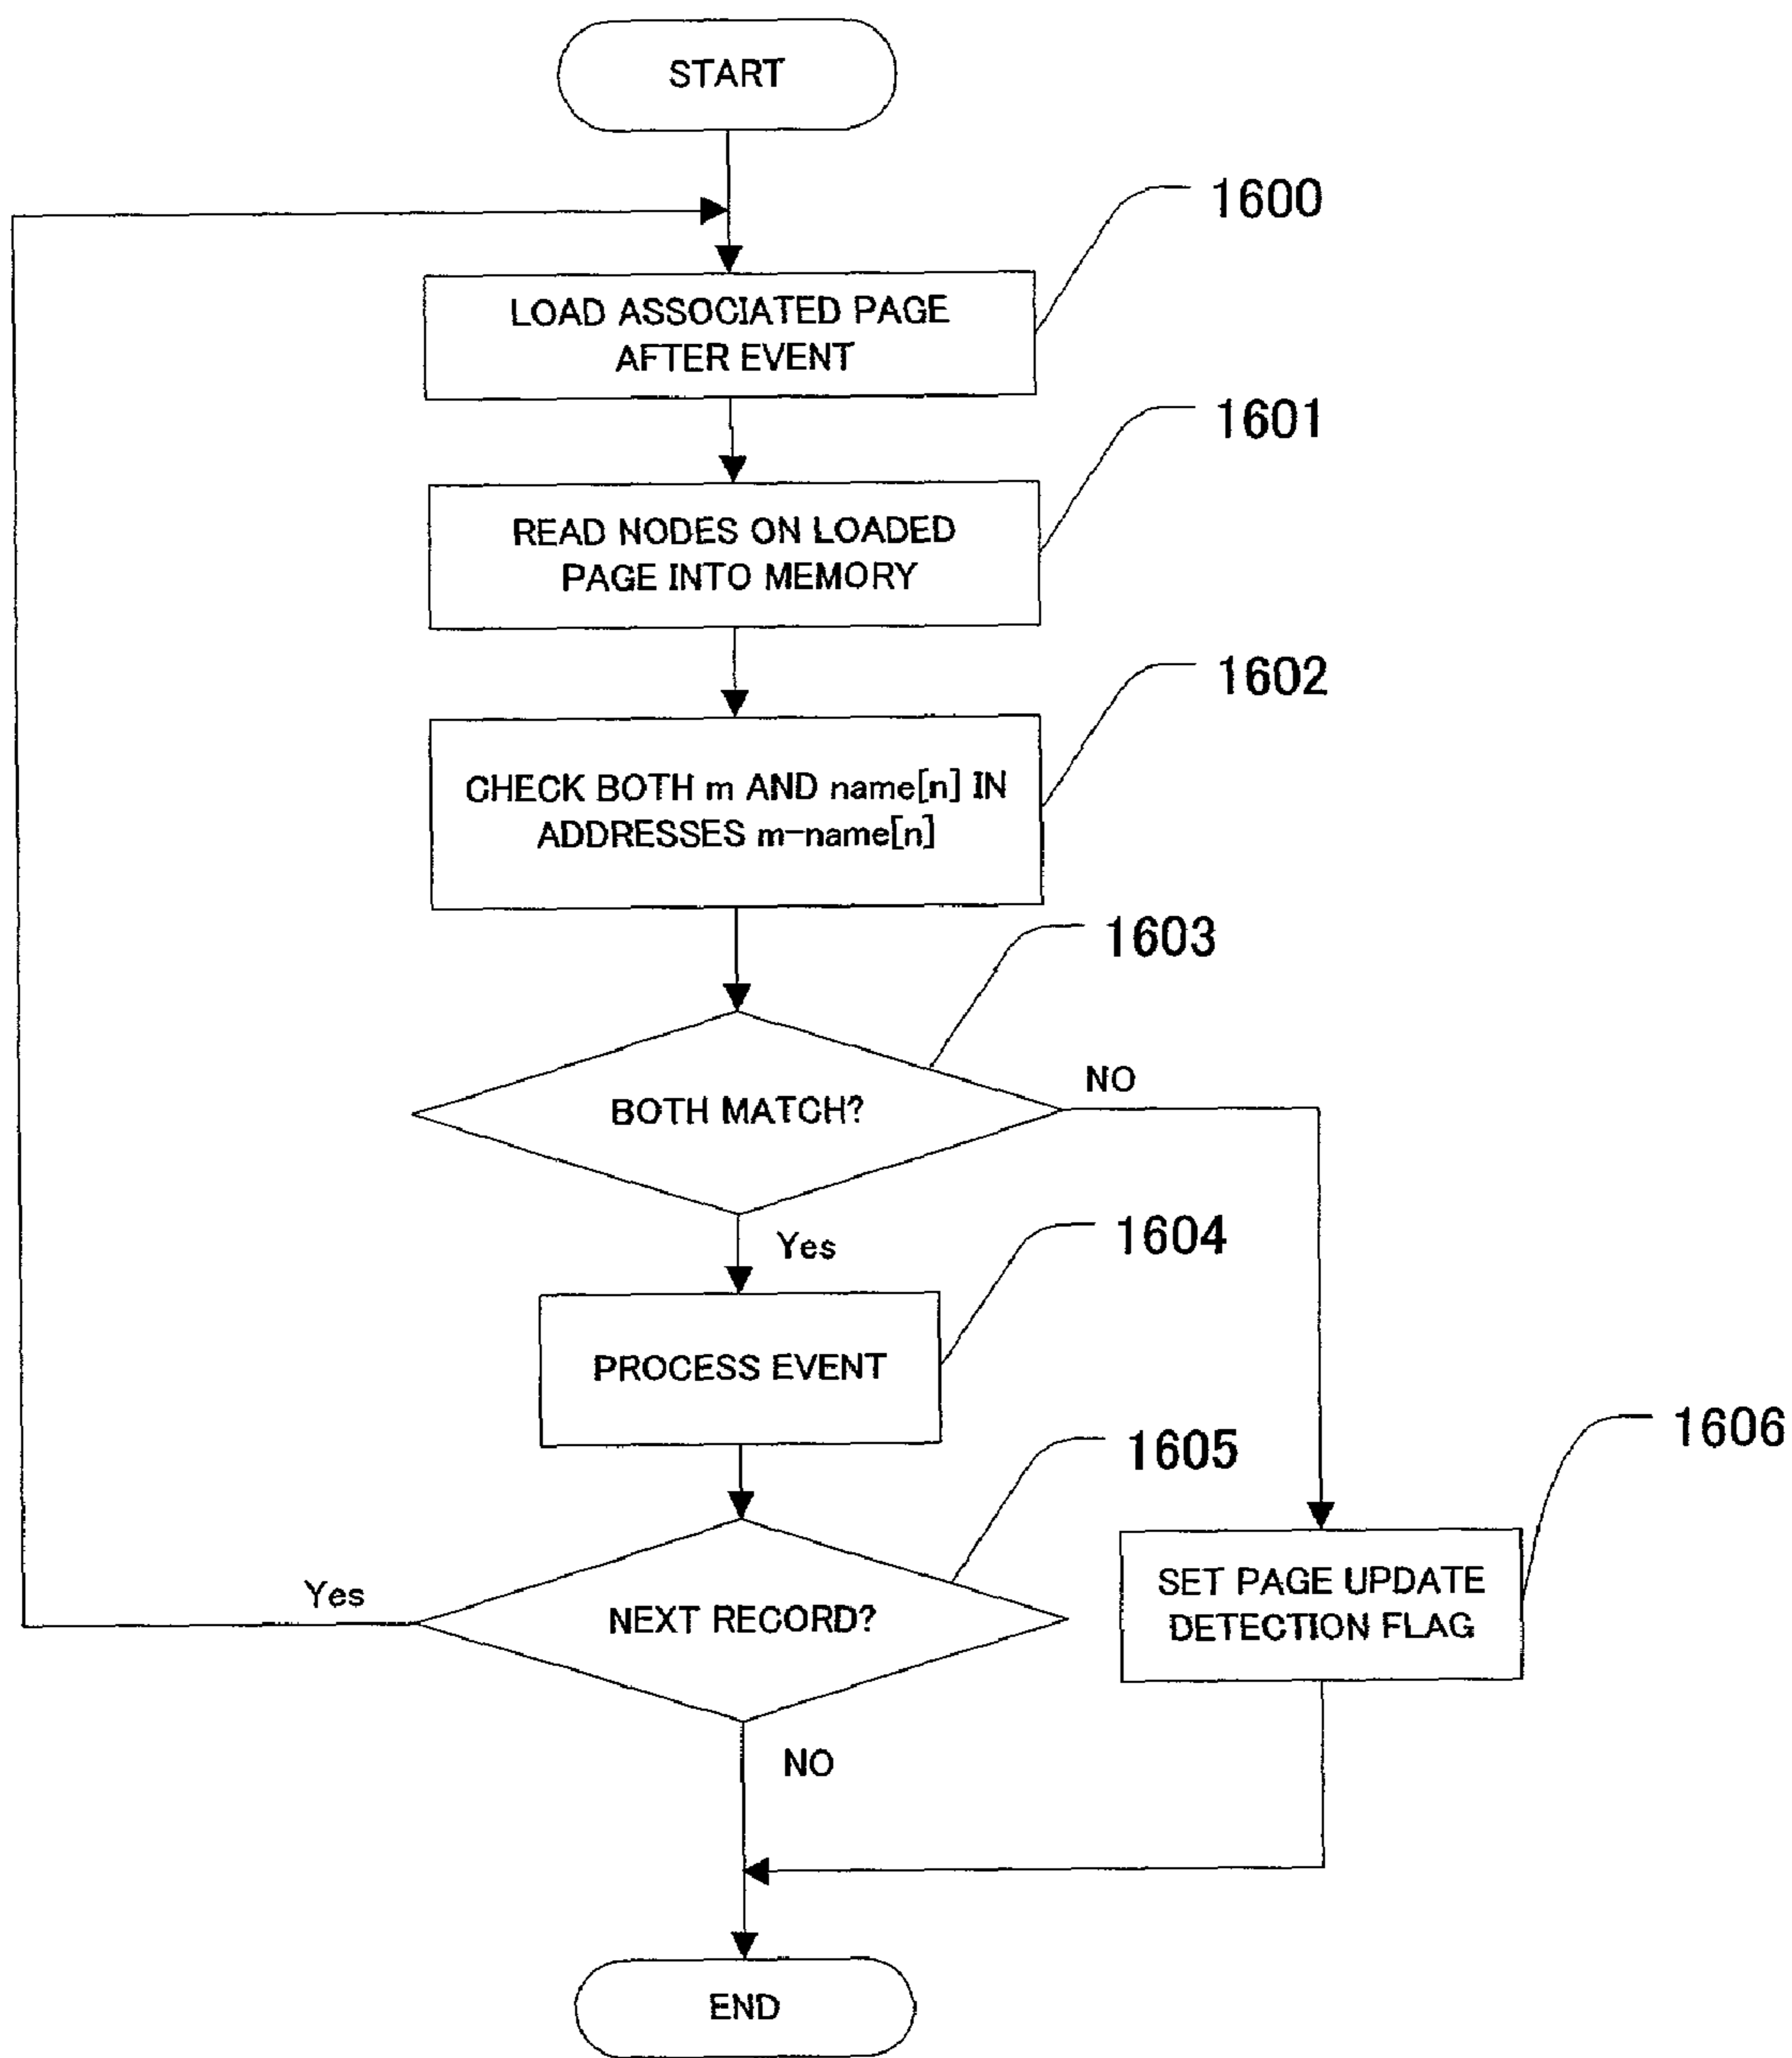 START
1600
LOAD ASSOCIATED PAGE
AFTER EVENT
1601
READ NODES ON LOADED
PAGE INTO MEMORY
1602
CHECK BOTH m AND name[n] IN
ADDRESSES m-name[n]
1603
BOTH MATCH?
NO
Yes
1604
PROCESS EVENT
1605
NEXT RECORD?
Yes
1606
SET PAGE UPDATE
DETECTION FLAG
NO
END